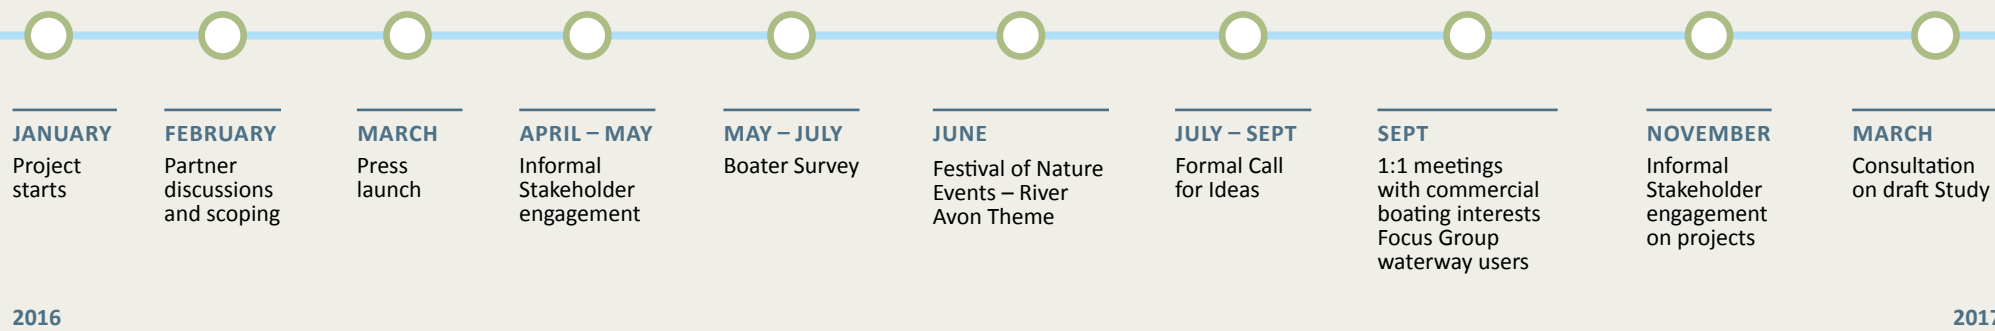 JANUARY
Project
starts
FEBRUARY
Partner
discussions
and scoping
MARCH
Press
launch
APRIL – MAY
Informal
Stakeholder
engagement
MAY – JULY
Boater Survey
JUNE
Festival of Nature
Events – River
Avon Theme
JULY – SEPT
Formal Call
for Ideas
SEPT
1:1 meetings
with commercial
boating interests
Focus Group
waterway users
NOVEMBER
Informal
Stakeholder
engagement
on projects
MARCH
Consultation
on draft Study
2016
2017